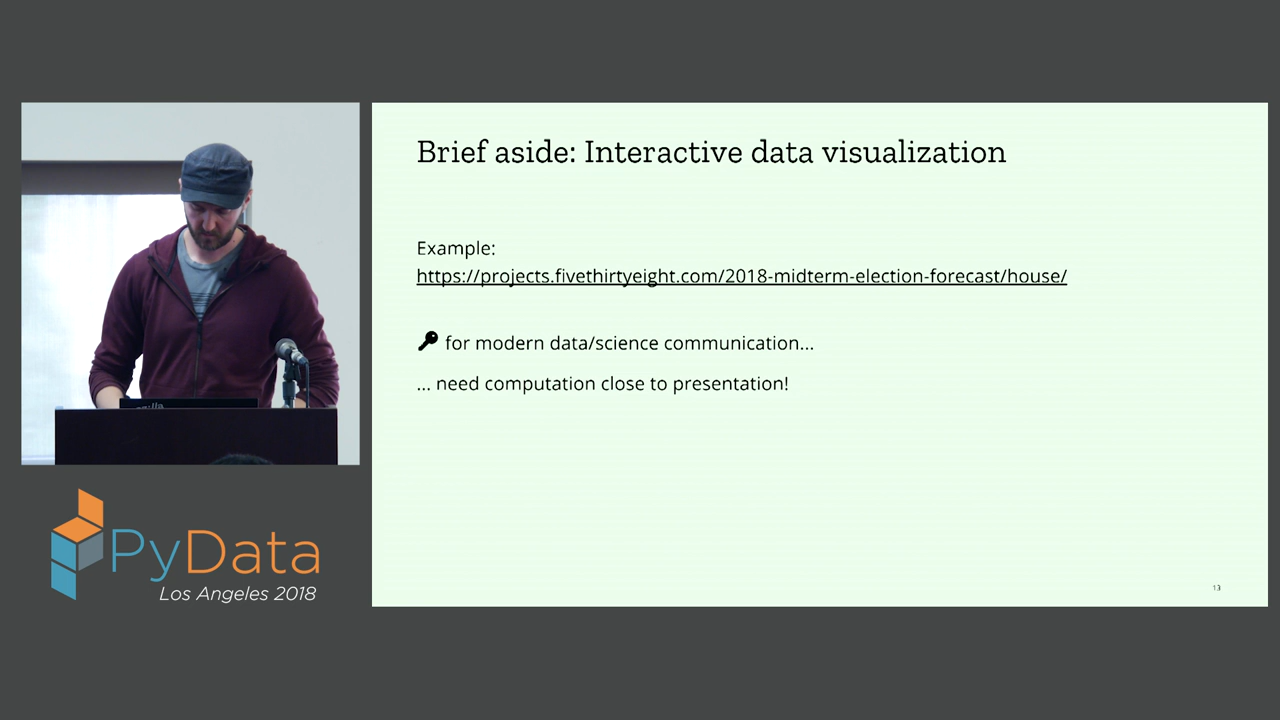 Brief aside: Interactive data visualization
Example:
https://projects.fivethirtyeight.com/2018-midterm-election-forecast/house/
for modern data/science communication...
... need computation close to presentation!
13
PyData
Los Angeles 2018